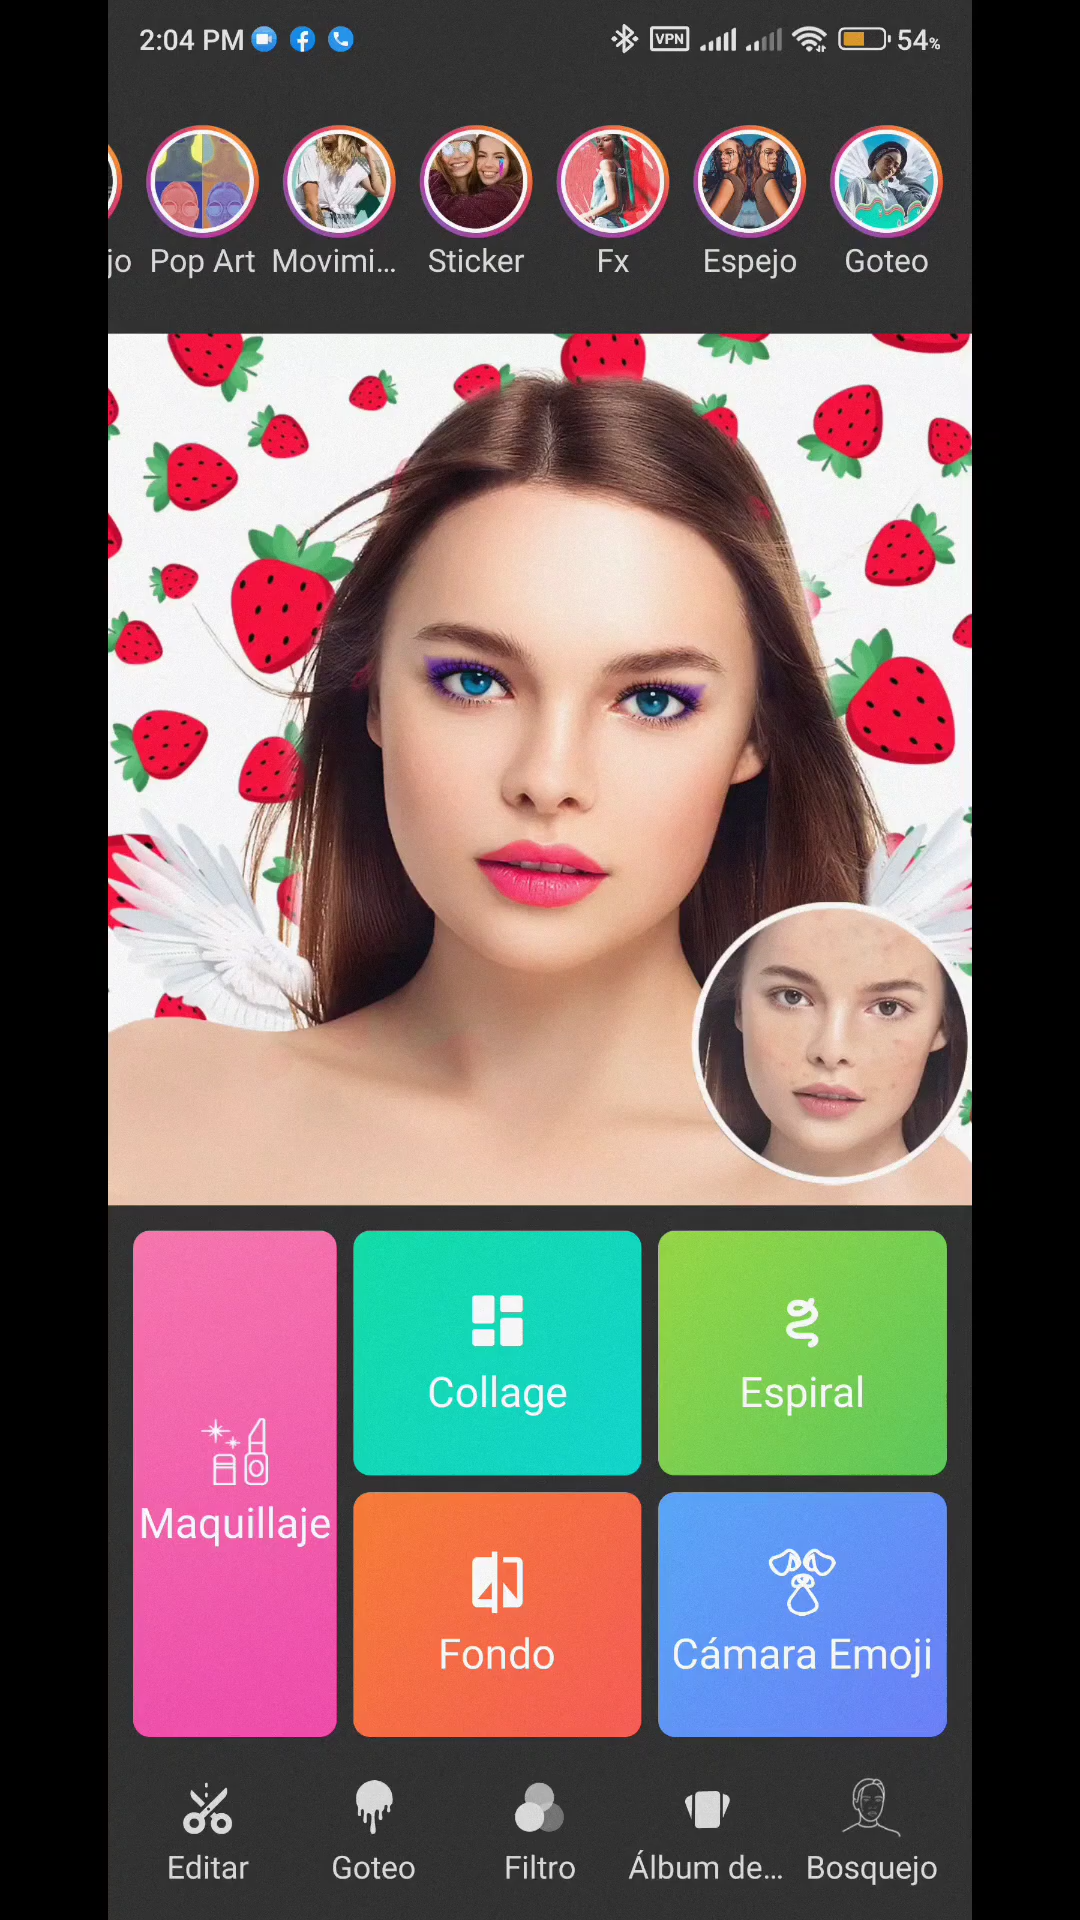 2:04 PM VPN 54%
jo Pop Art Movimi... Sticker Fx Espejo Goteo
Collage
Espiral
Maquillaje
Fondo
Cámara Emoji
Editar Goteo Filtro Álbum de... Bosquejo